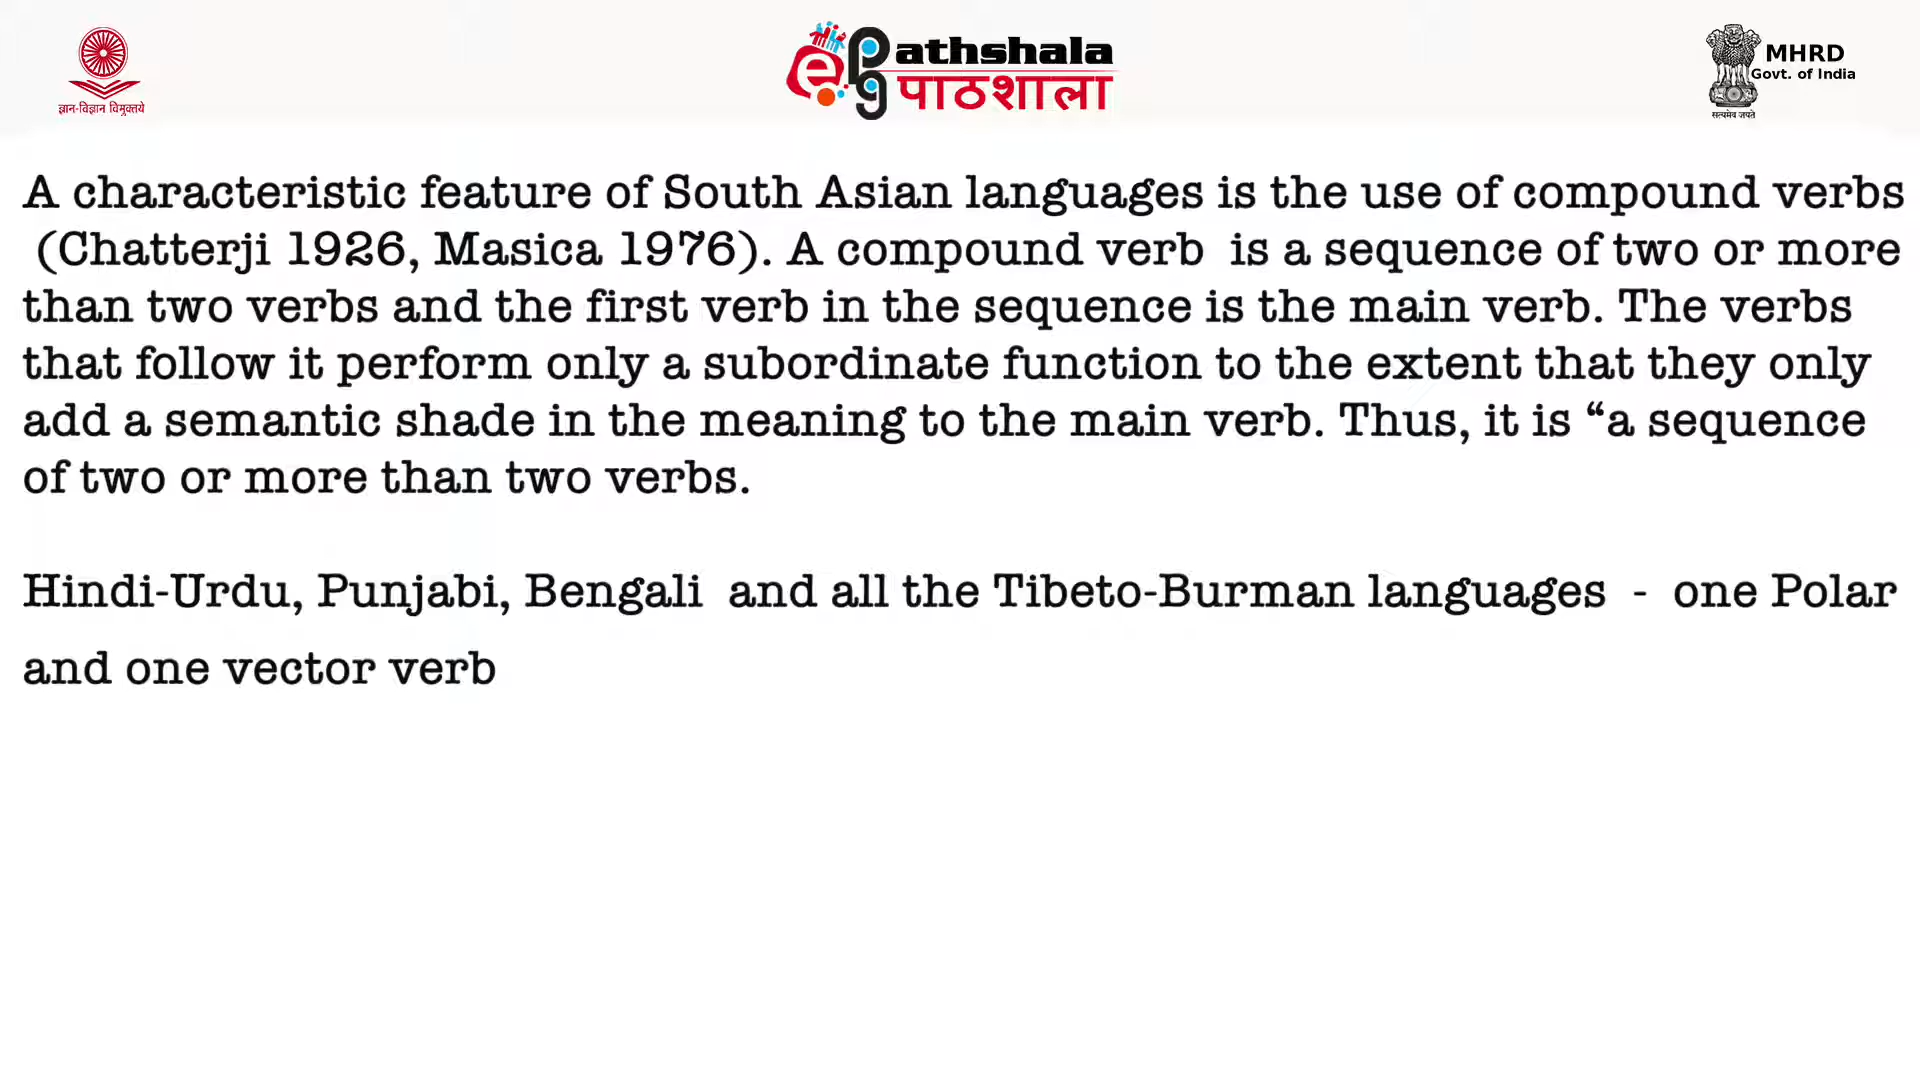 ज्ञान-विज्ञान विमुक्तये
e
pg
athshala
पाठशाला
MHRD
Govt. of India
सत्यमेव जयते
A characteristic feature of South Asian languages is the use of compound verbs
(Chatterji 1926, Masica 1976). A compound verb is a sequence of two or more
than two verbs and the first verb in the sequence is the main verb. The verbs
that follow it perform only a subordinate function to the extent that they only
add a semantic shade in the meaning to the main verb. Thus, it is “a sequence
of two or more than two verbs.
Hindi-Urdu, Punjabi, Bengali and all the Tibeto-Burman languages - one Polar
and one vector verb